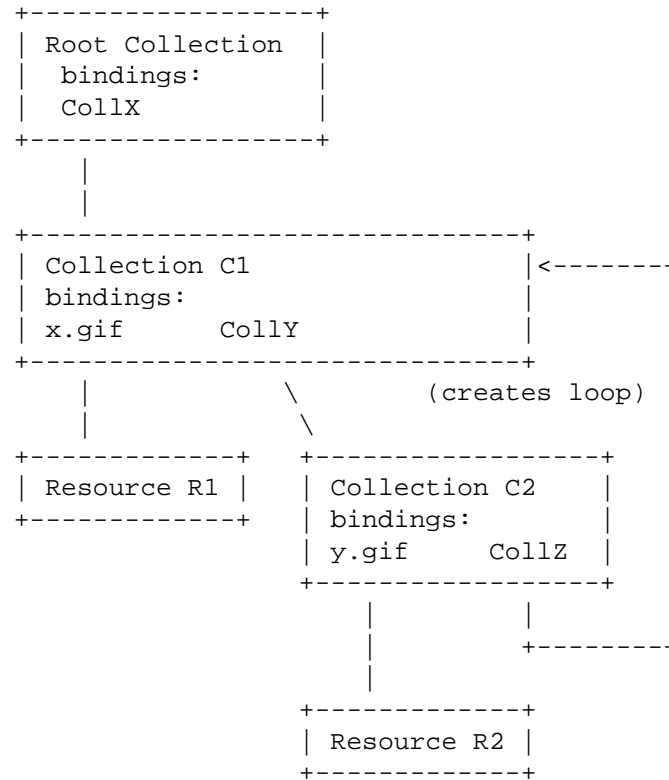 Root Collection
bindings:
CollX
Collection C1
bindings:
x.gif CollY
(creates loop)
Resource R1
Collection C2
bindings:
y.gif CollZ
Resource R2